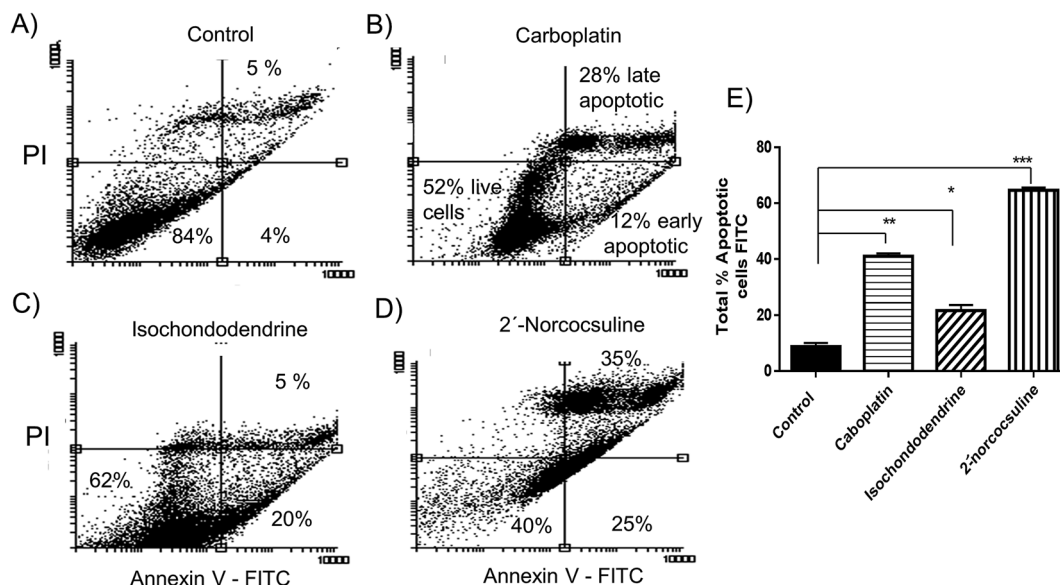 A)
Control
5 %
PI
84%
4%
B)
Carboplatin
28% late
apoptotic
52% live
cells
12% early
apoptotic
C)
Isochondodendrine
5 %
PI
62%
20%
Annexin V - FITC
D)
2´-Norcocsuline
35%
40%
25%
Annexin V - FITC
E)
Total % Apoptotic
cells FITC
80
60
40
20
0
***
*
**
Control
Caboplatin
Isochondodendrine
2´norcocsuline